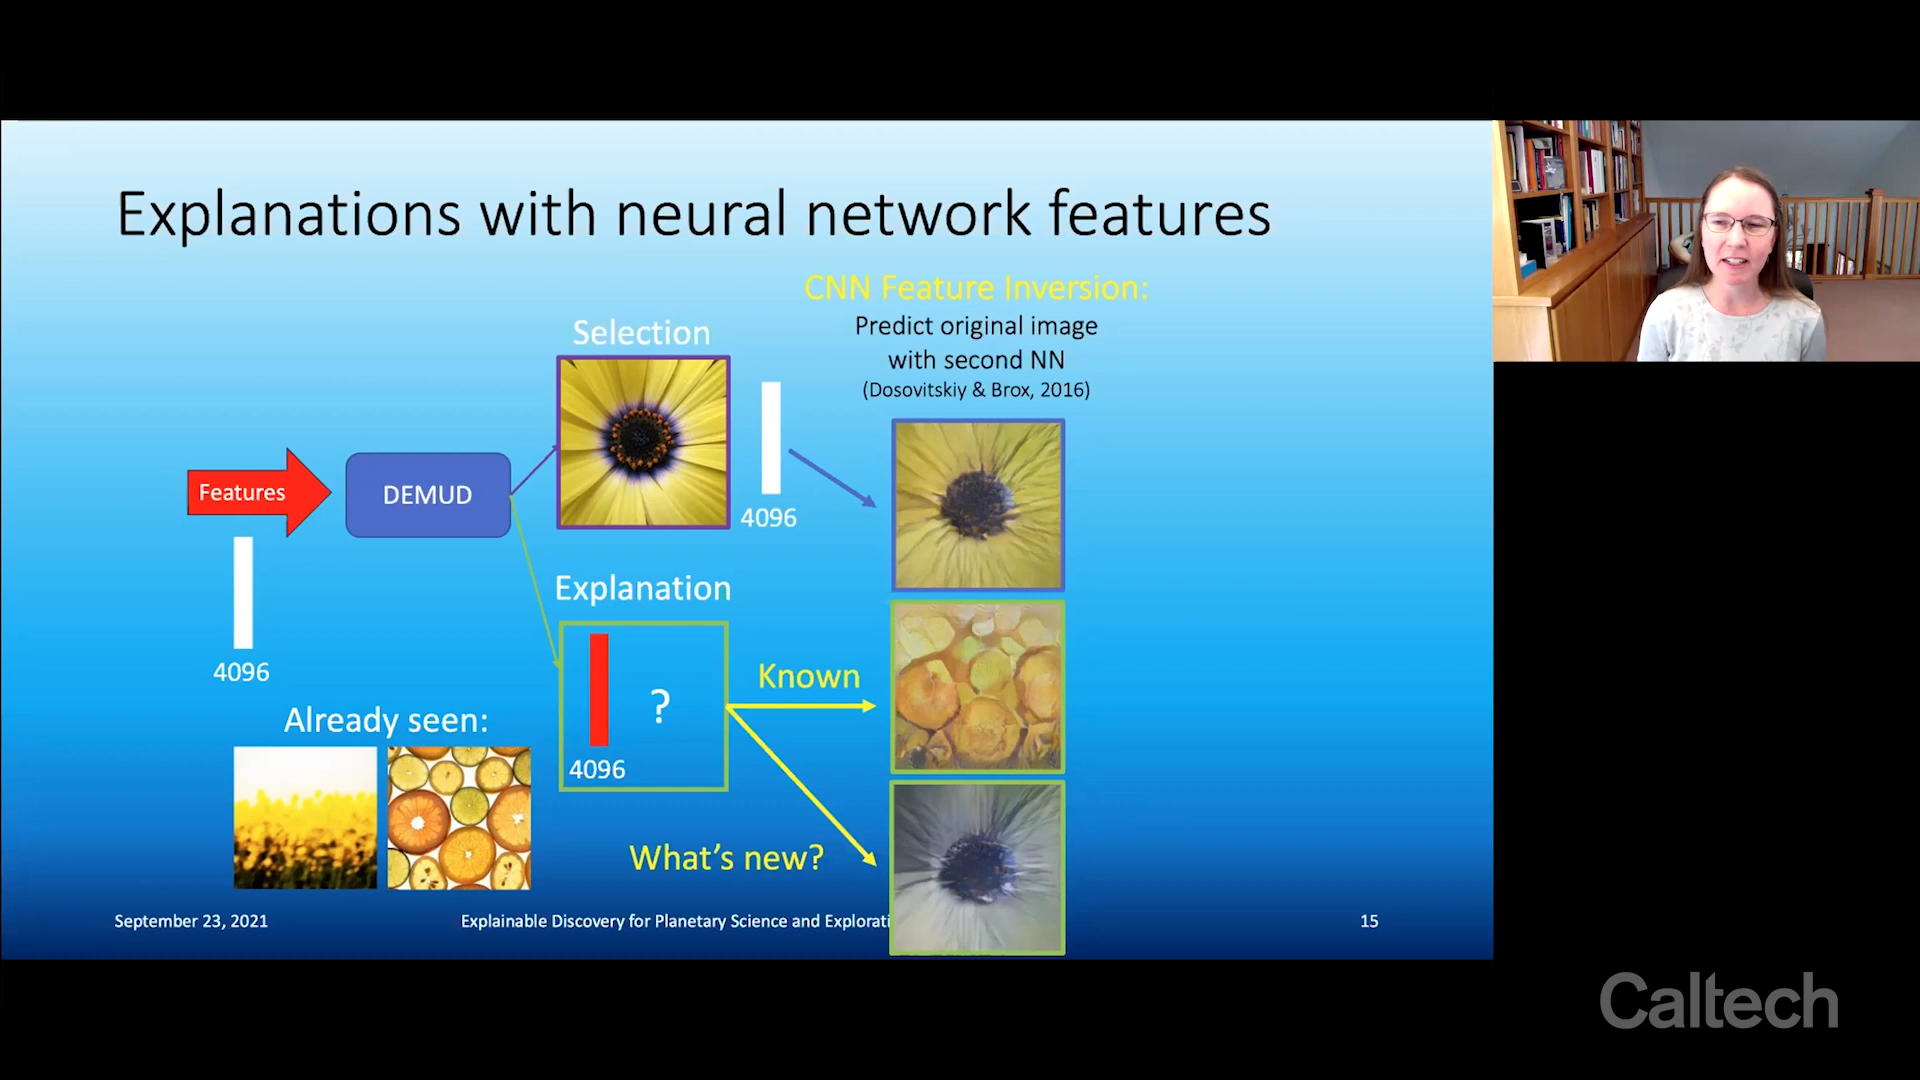 Explanations with neural network features
CNN Feature Inversion:
Predict original image
with second NN
(Dosovitskiy & Brox, 2016)
Selection
Features
DEMUD
4096
4096
Explanation
?
4096
Known
What's new?
Already seen:
September 23, 2021
Explainable Discovery for Planetary Science and
15
Caltech